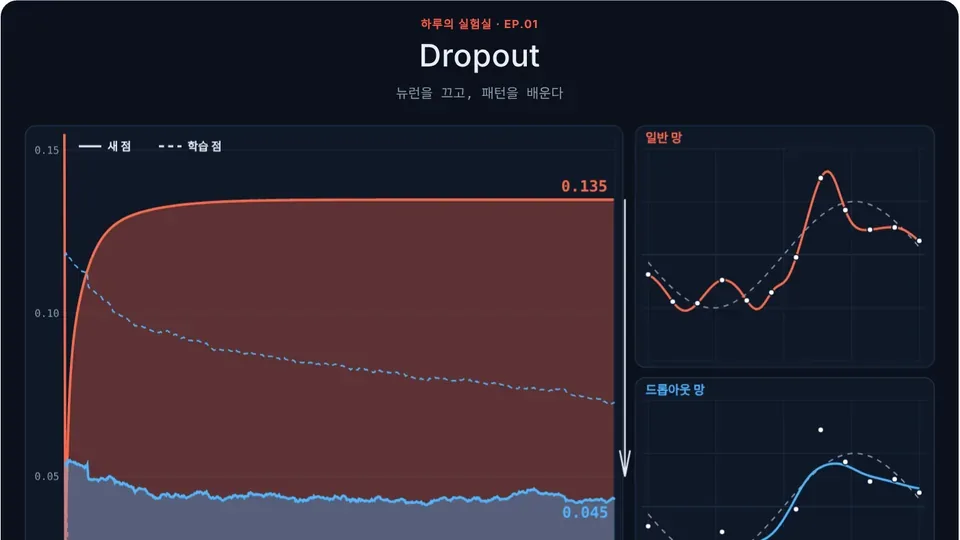 하루의 실험실 · EP.01
Dropout
뉴런을 끄고, 패턴을 배운다
0.15
새 점
학습 점
0.135
0.10
0.05
0.045
일반 망
드롭아웃 망